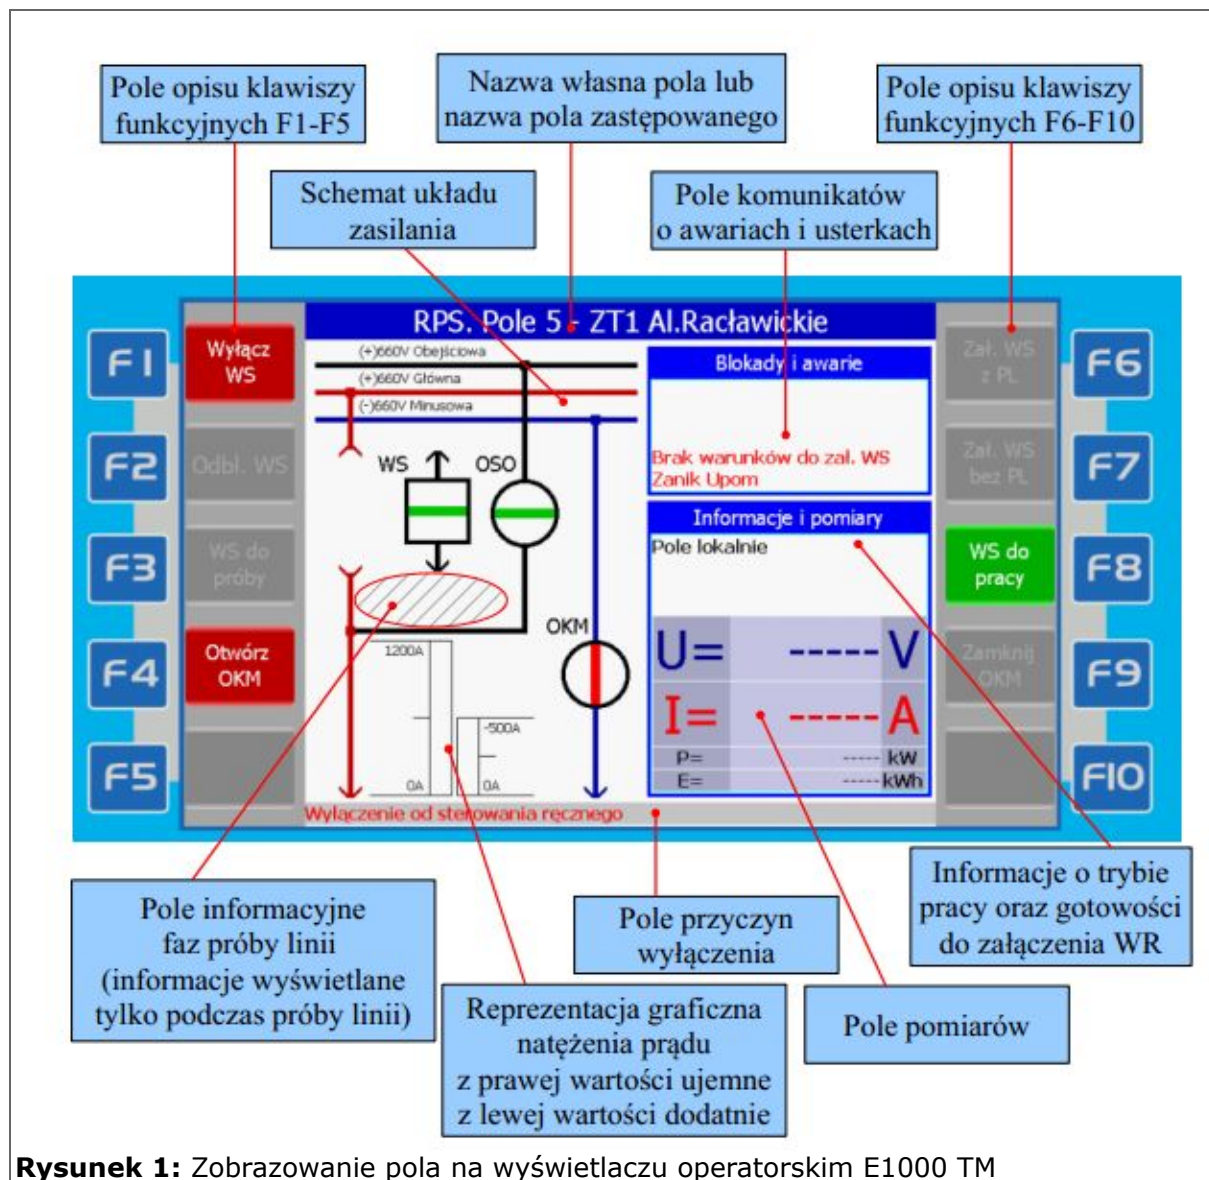 Pole opisu klawiszy
funkcyjnych F1-F5
Nazwa własna pola lub
nazwa pola zastępowanego
Pole opisu klawiszy
funkcyjnych F6-F10
Schemat układu
zasilania
Pole komunikatów
o awariach i usterkach
RPS. Pole 5 - ZT1 Al.Racławickie
F1
Wyłącz
WS
F2
Odbl. WS
F3
WS do
próby
F4
Otwórz
OKM
F5
(+)660V Obejściowa
(+)660V Główna
(-)660V Minusowa
WS
OSO
OKM
1200A
0A
-500A
0A
Blokady i awarie
Brak warunków do zał. WS
Zanik Upom
Informacje i pomiary
Pole lokalnie
U= ----- V
I= ----- A
P= ----- kW
E= ----- kWh
Zał. WS
z PL
F6
Zał. WS
bez PL
F7
WS do
pracy
F8
Zamknij
OKM
F9
F10
Wyłączenie od sterowania ręcznego
Pole informacyjne
faz próby linii
(informacje wyświetlane
tylko podczas próby linii)
Reprezentacja graficzna
natężenia prądu
z prawej wartości ujemne
z lewej wartości dodatnie
Pole przyczyn
wyłączenia
Pole pomiarów
Informacje o trybie
pracy oraz gotowości
do załączenia WR
Rysunek 1: Zobrazowanie pola na wyświetlaczu operatorskim E1000 TM